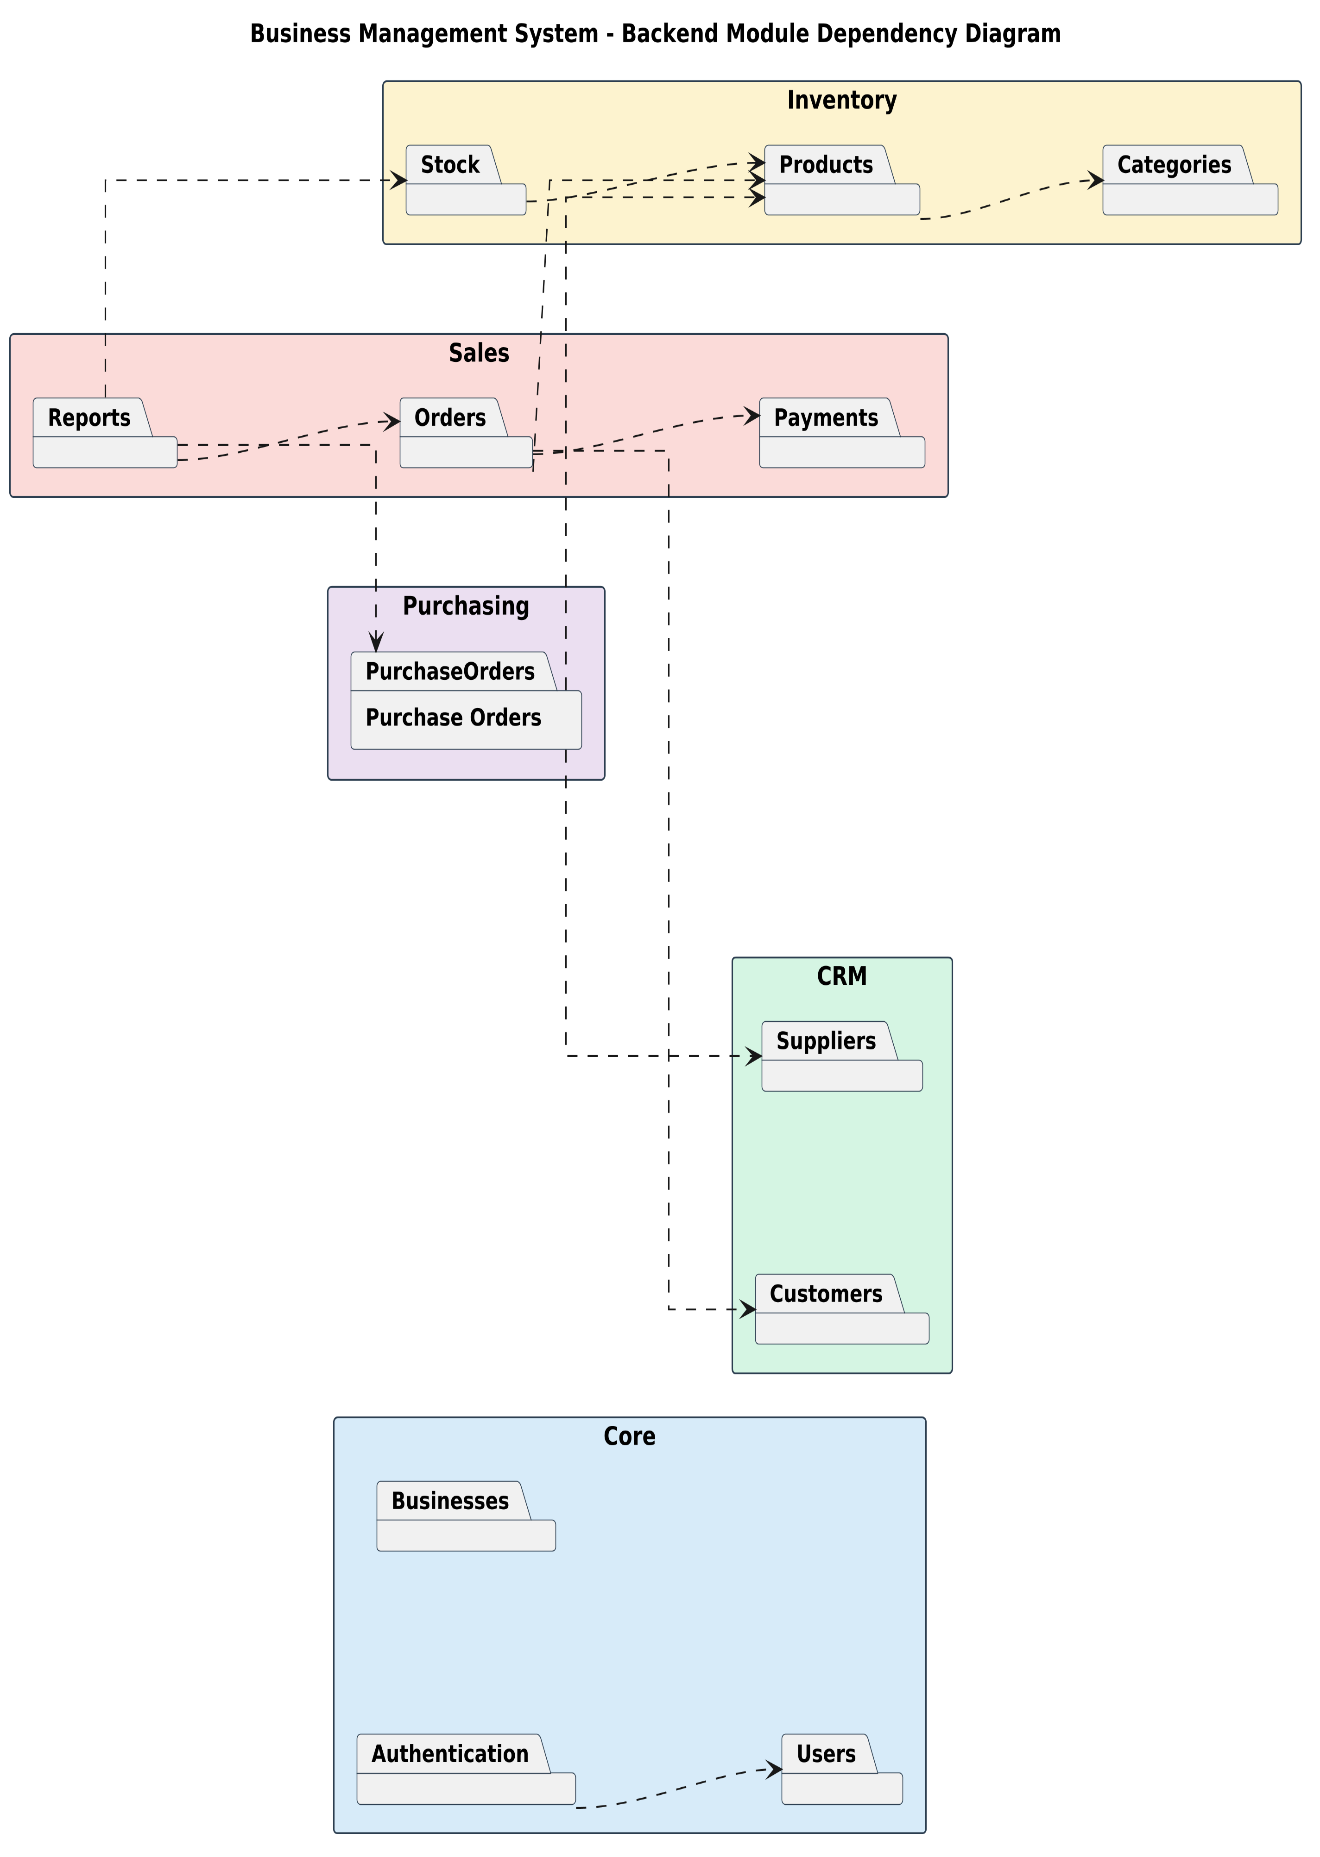 Business Management System - Backend Module Dependency Diagram
Inventory
Stock
Products
Categories
Sales
Reports
Orders
Payments
Purchasing
PurchaseOrders
Purchase Orders
CRM
Suppliers
Customers
Core
Businesses
Authentication
Users